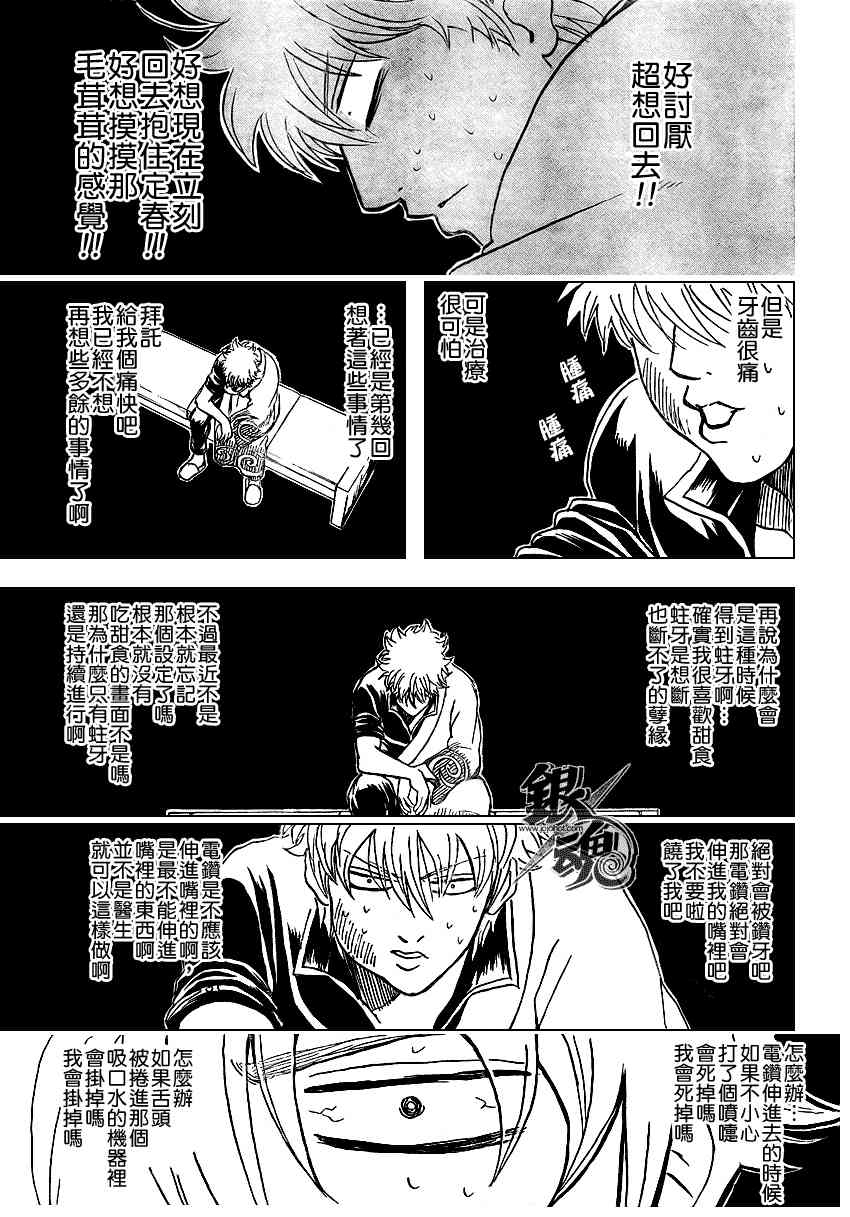 好討厭
超想回去!!
好想現在立刻
回去抱住定春!!
好想摸摸那
毛茸茸的感覺!!
但是
牙齒很痛
腫痛
腫痛
可是治療
很可怕
…已經是第幾回
想著這些事情了
拜託
給我個痛快吧
我已經不想
再想些多餘的事情了啊
再說為什麼會
是這種時候
得到蛀牙啊…
確實我很喜歡甜食
蛀牙是想斷
也斷不了的孽緣
不過最近不是
根本就忘記
那個設定了嗎
根本就沒有
吃甜食的畫面不是嗎
那為什麼只有蛀牙
還是持續進行啊
銀魂
www.jojohot.com
絕對會被鑽牙吧
那電鑽絕對會
伸進我的嘴裡吧
我不要啦
饒了我吧
電鑽是不應該
伸進嘴裡的啊，
是最不能伸進
嘴裡的東西啊
並不是醫生
就可以這樣做啊
怎麼辦…
電鑽伸進去的時候
如果不小心
打了個噴嚏
會死掉嗎
我會死掉嗎
怎麼辦
如果舌頭
被捲進那個
吸口水的機器裡
會掛掉嗎
我會掛掉嗎